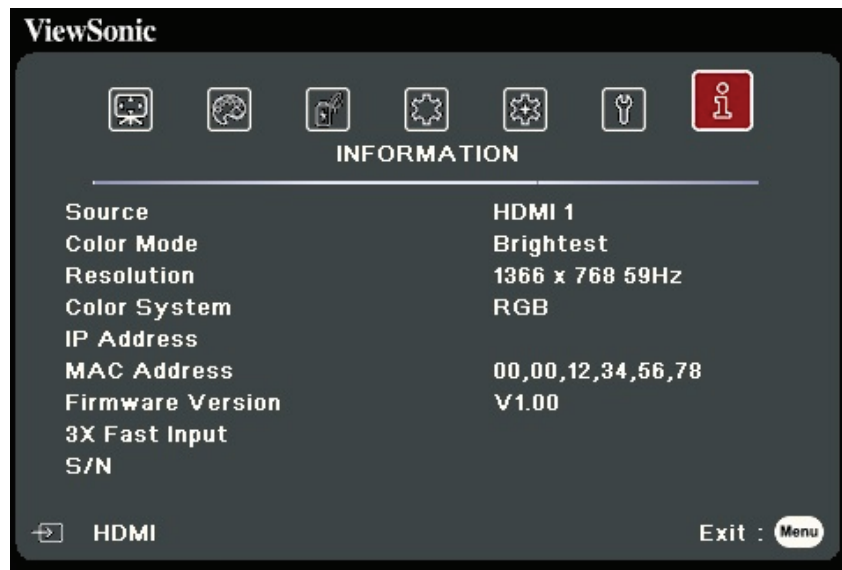 ViewSonic
INFORMATION
Source HDMI 1
Color Mode Brightest
Resolution 1366 x 768 59Hz
Color System RGB
IP Address
MAC Address 00,00,12,34,56,78
Firmware Version V1.00
3X Fast Input
S/N
HDMI Exit : Menu